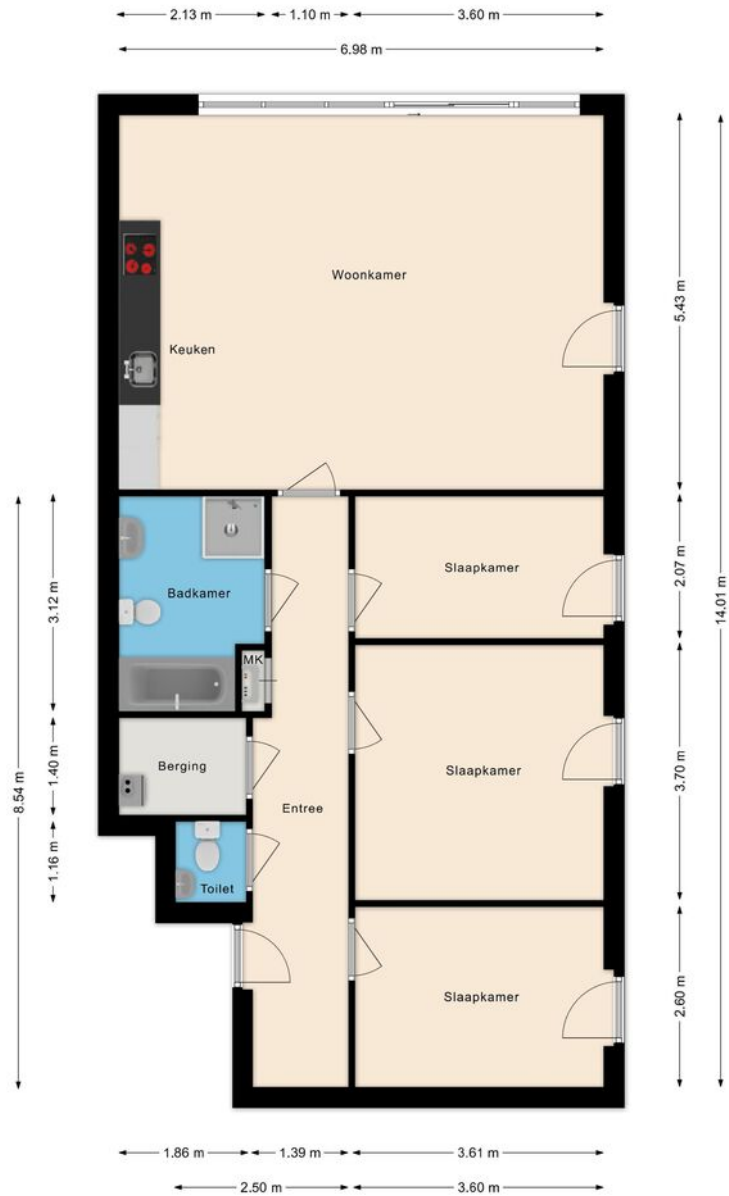 2.13 m 1.10 m 3.60 m
6.98 m
Woonkamer
5.43 m
Keuken
Slaapkamer
2.07 m
Badkamer
3.12 m
14.01 m
MK
Berging
1.40 m
Slaapkamer
3.70 m
8.54 m
Entree
1.16 m
Toilet
Slaapkamer
2.60 m
1.86 m 1.39 m 3.61 m
2.50 m 3.60 m